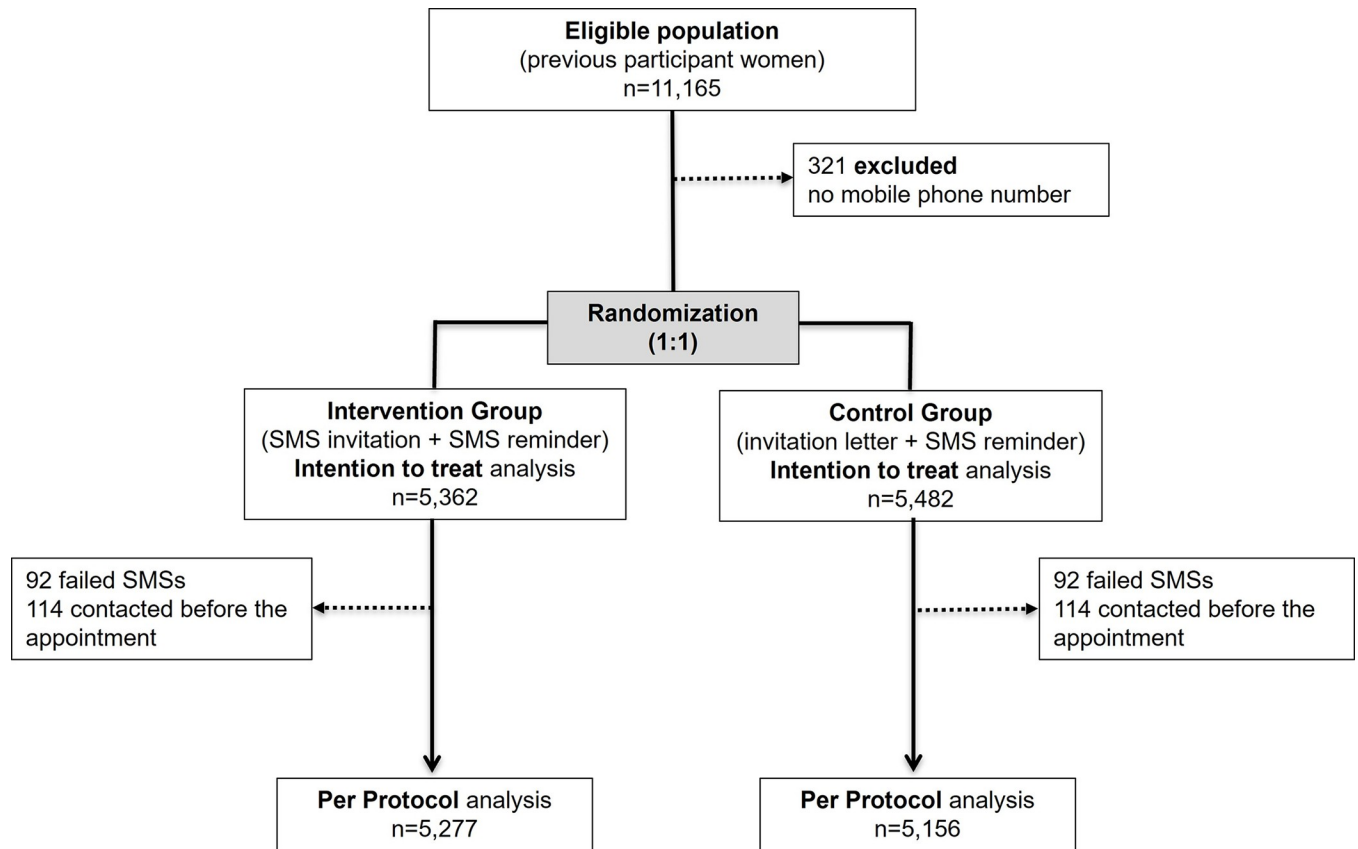 Eligible population
(previous participant women)
n=11,165
321 excluded
no mobile phone number
Randomization
(1:1)
Intervention Group
(SMS invitation + SMS reminder)
Intention to treat analysis
n=5,362
Control Group
(invitation letter + SMS reminder)
Intention to treat analysis
n=5,482
92 failed SMSs
114 contacted before the
appointment
92 failed SMSs
114 contacted before the
appointment
Per Protocol analysis
n=5,277
Per Protocol analysis
n=5,156